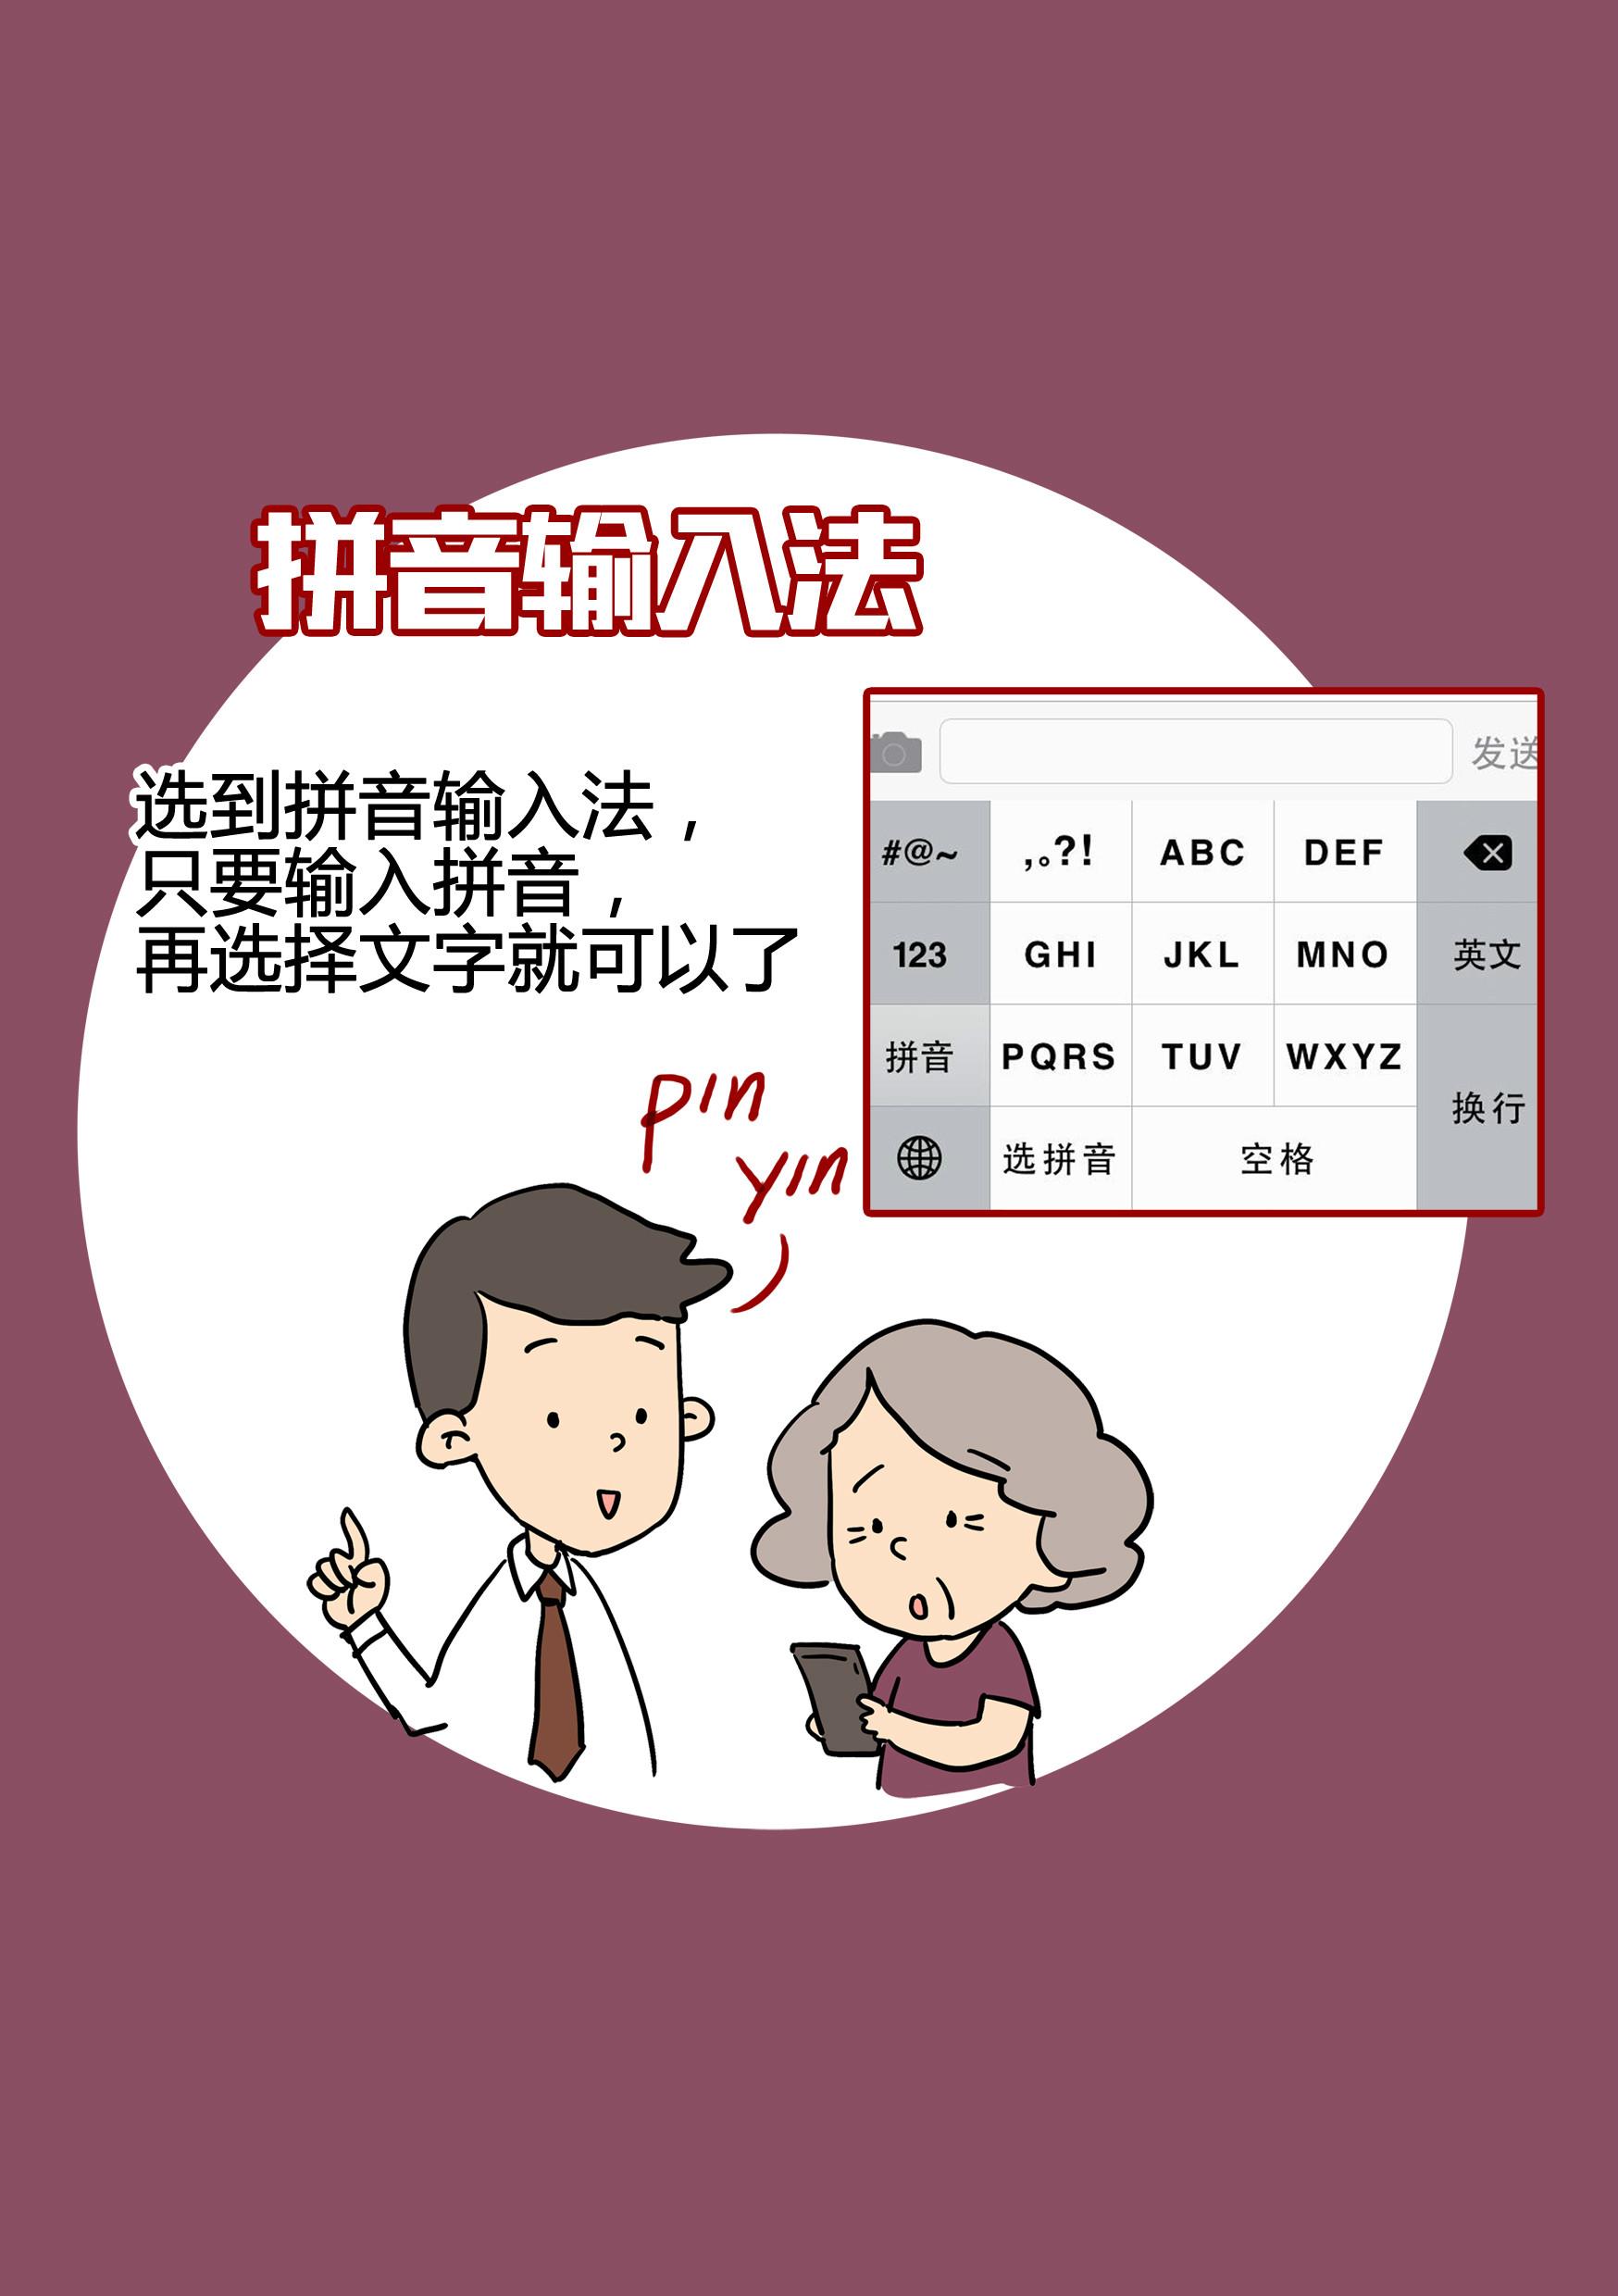 拼音输入法
选到拼音输入法，
只要输入拼音，
再选择文字就可以了
发送
#@~ ,。?! ABC DEF
123 GHI JKL MNO 英文
拼音 PQRS TUV WXYZ
换行
选拼音 空格
pin
yin